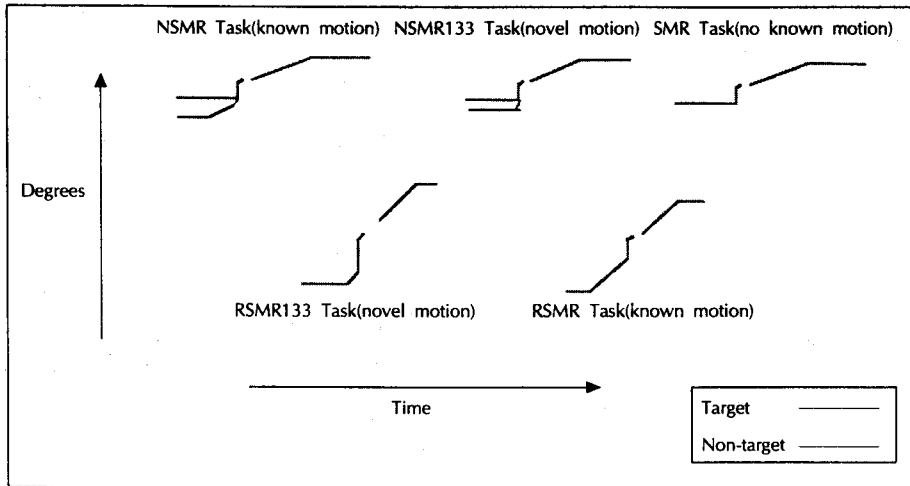 NSMR Task(known motion) NSMR133 Task(novel motion) SMR Task(no known motion)
Degrees
RSMR133 Task(novel motion) RSMR Task(known motion)
Time
Target
Non-target